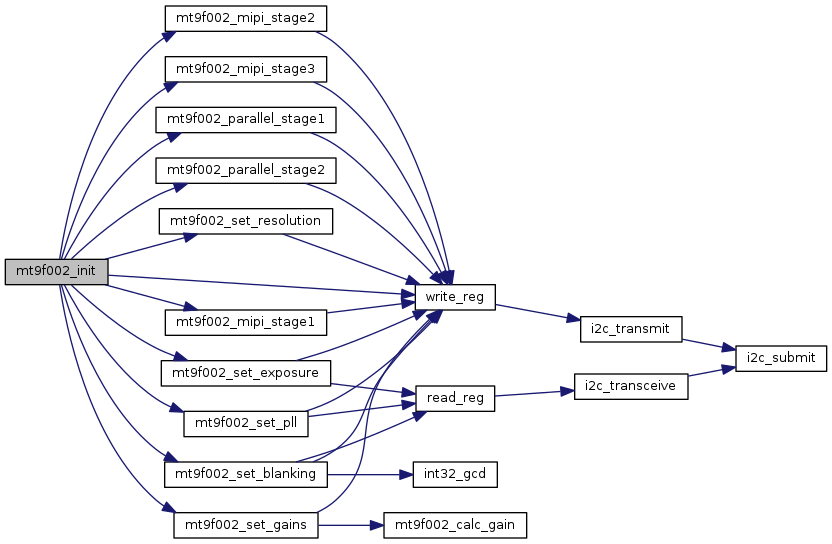 mt9f002_mipi_stage2
mt9f002_mipi_stage3
mt9f002_parallel_stage1
mt9f002_parallel_stage2
mt9f002_set_resolution
mt9f002_init
write_reg
mt9f002_mipi_stage1
i2c_transmit
i2c_submit
mt9f002_set_exposure
i2c_transceive
read_reg
mt9f002_set_pll
mt9f002_set_blanking
int32_gcd
mt9f002_set_gains
mt9f002_calc_gain